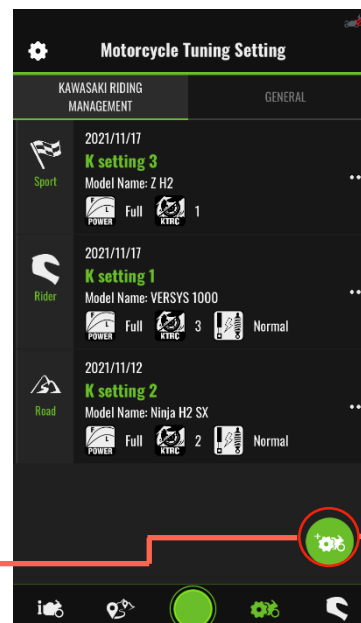 Motorcycle Tuning Setting
KAWASAKI RIDING
MANAGEMENT
GENERAL
2021/11/17
K setting 3
Sport
Model Name: Z H2
F
L
POWER
Full
KTRC
1
2021/11/17
K setting 1
Rider
Model Name: VERSYS 1000
F
L
POWER
Full
KTRC
3
Normal
2021/11/12
K setting 2
Road
Model Name: Ninja H2 SX
F
L
POWER
Full
KTRC
2
Normal